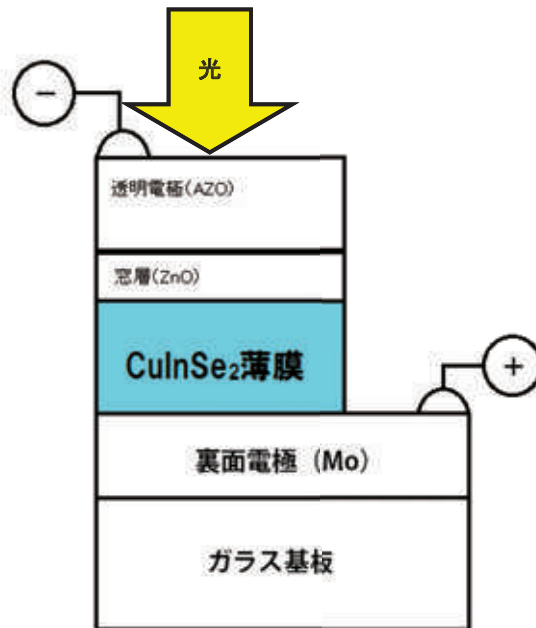 光
−
透明電極(AZO)
窓層(ZnO)
CuInSe₂薄膜
+
裏面電極（Mo）
ガラス基板